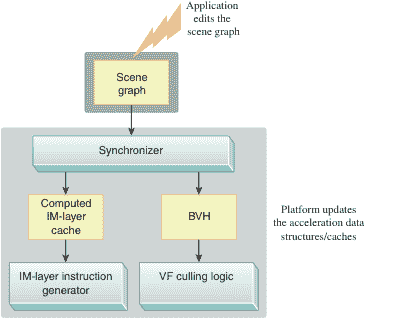 Application
edits the
scene graph
Scene
graph
Synchronizer
Computed
IM-layer
cache
BVH
Platform updates
the acceleration data
structures/caches
IM-layer instruction
generator
VF culling logic